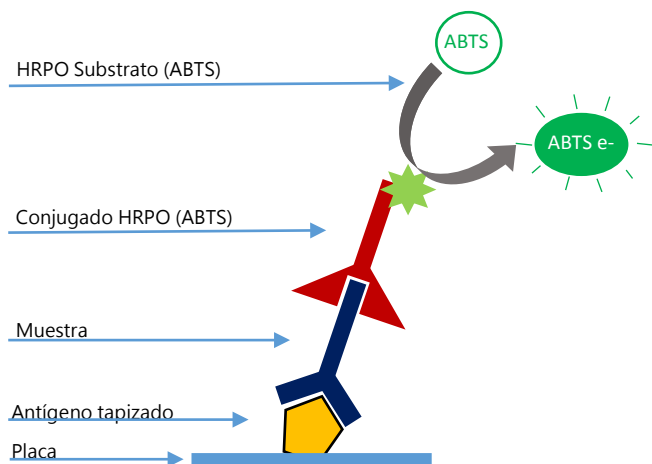 ABTS
HRPO Substrato (ABTS)
ABTS e-
Conjugado HRPO (ABTS)
Muestra
Antígeno tapizado
Placa